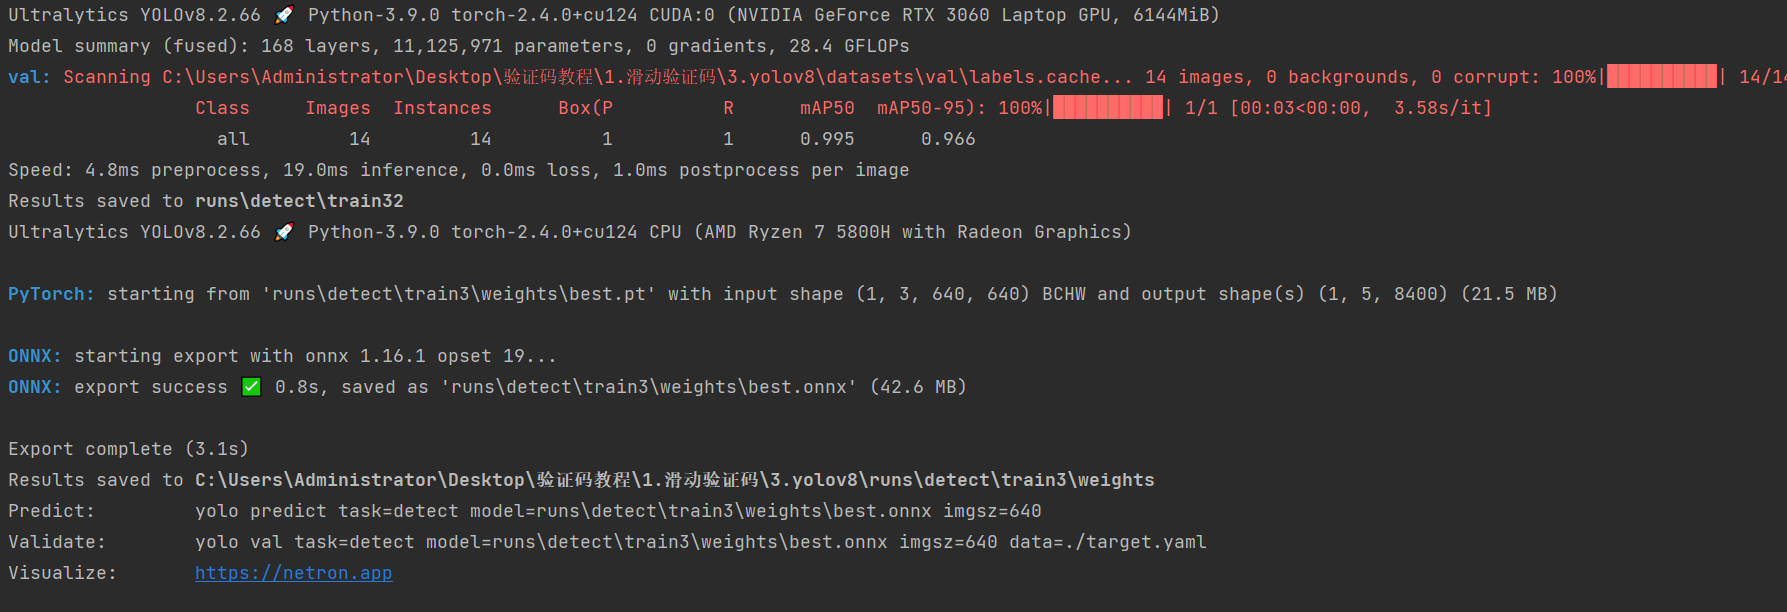 Ultralytics YOLOv8.2.66 🚀 Python-3.9.0 torch-2.4.0+cu124 CUDA:0 (NVIDIA GeForce RTX 3060 Laptop GPU, 6144MiB)
Model summary (fused): 168 layers, 11,125,971 parameters, 0 gradients, 28.4 GFLOPs
val: Scanning C:\Users\Administrator\Desktop\验证码教程\1.滑动验证码\3.yolov8\datasets\val\labels.cache... 14 images, 0 backgrounds, 0 corrupt: 100%|██████████| 14/14
Class Images Instances Box(P R mAP50 mAP50-95): 100%|██████████| 1/1 [00:03<00:00, 3.58s/it]
all 14 14 1 1 0.995 0.966
Speed: 4.8ms preprocess, 19.0ms inference, 0.0ms loss, 1.0ms postprocess per image
Results saved to runs\detect\train32
Ultralytics YOLOv8.2.66 🚀 Python-3.9.0 torch-2.4.0+cu124 CPU (AMD Ryzen 7 5800H with Radeon Graphics)
PyTorch: starting from 'runs\detect\train3\weights\best.pt' with input shape (1, 3, 640, 640) BCHW and output shape(s) (1, 5, 8400) (21.5 MB)
ONNX: starting export with onnx 1.16.1 opset 19...
ONNX: export success ✅ 0.8s, saved as 'runs\detect\train3\weights\best.onnx' (42.6 MB)
Export complete (3.1s)
Results saved to C:\Users\Administrator\Desktop\验证码教程\1.滑动验证码\3.yolov8\runs\detect\train3\weights
Predict: yolo predict task=detect model=runs\detect\train3\weights\best.onnx imgsz=640
Validate: yolo val task=detect model=runs\detect\train3\weights\best.onnx imgsz=640 data=./target.yaml
Visualize: https://netron.app